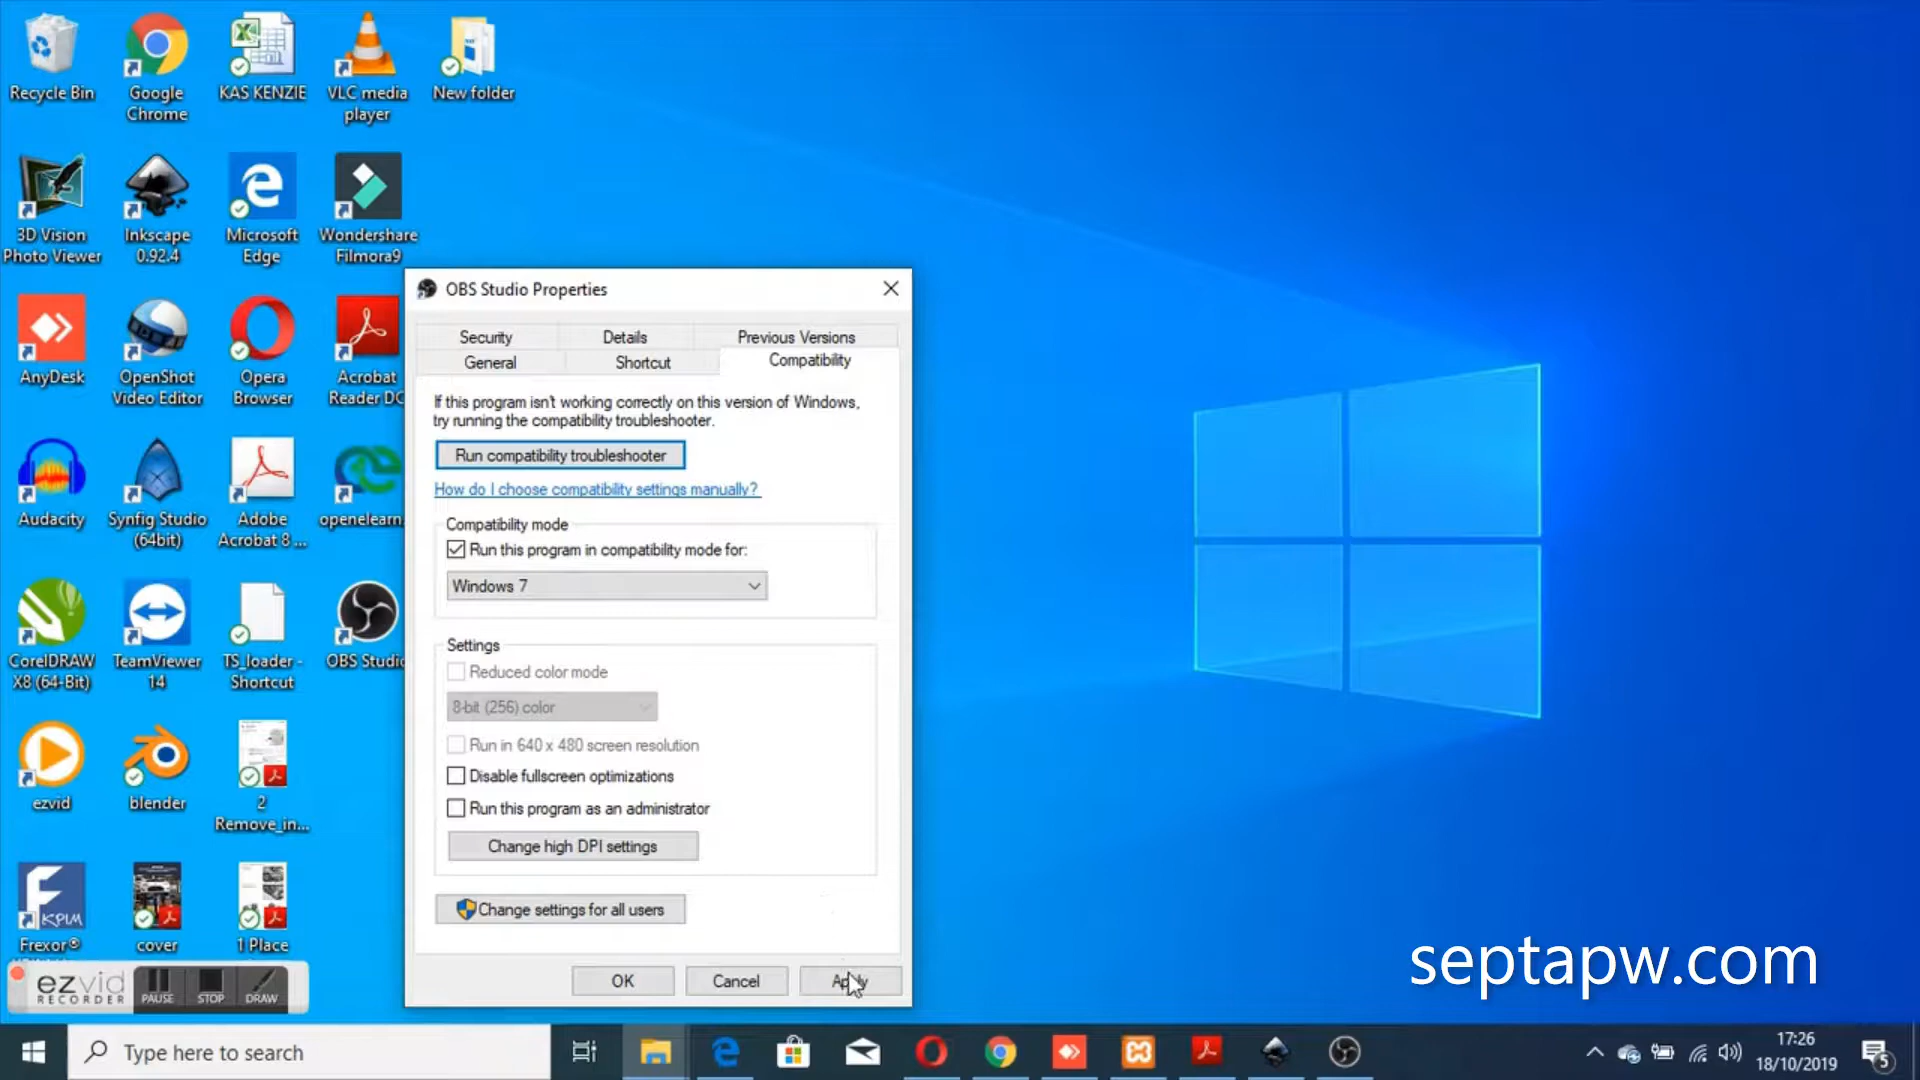 Recycle Bin
Google
Chrome
KAS KENZIE
VLC media
player
New folder
3D Vision
Photo Viewer
Inkscape
0.92.4
Microsoft
Edge
Wondershare
Filmora9
AnyDesk
OpenShot
Video Editor
Opera
Browser
Acrobat
Reader DC
Audacity
Synfig Studio
(64bit)
Adobe
Acrobat 8 ...
openelearn
CorelDRAW
X8 (64-Bit)
TeamViewer
14
TS_loader -
Shortcut
OBS Studio
ezvid
blender
2
Remove_in...
KPIM
Frexor®
cover
1 Place
OBS Studio Properties
Security
Details
Previous Versions
General
Shortcut
Compatibility
If this program isn't working correctly on this version of Windows,
try running the compatibility troubleshooter.
Run compatibility troubleshooter
How do I choose compatibility settings manually?
Compatibility mode
Run this program in compatibility mode for:
Windows 7
Settings
Reduced color mode
8-bit (256) color
Run in 640 x 480 screen resolution
Disable fullscreen optimizations
Run this program as an administrator
Change high DPI settings
Change settings for all users
OK
Cancel
Apply
ezvid
RECORDER
PAUSE
STOP
DRAW
septapw.com
Type here to search
17:26
18/10/2019
5